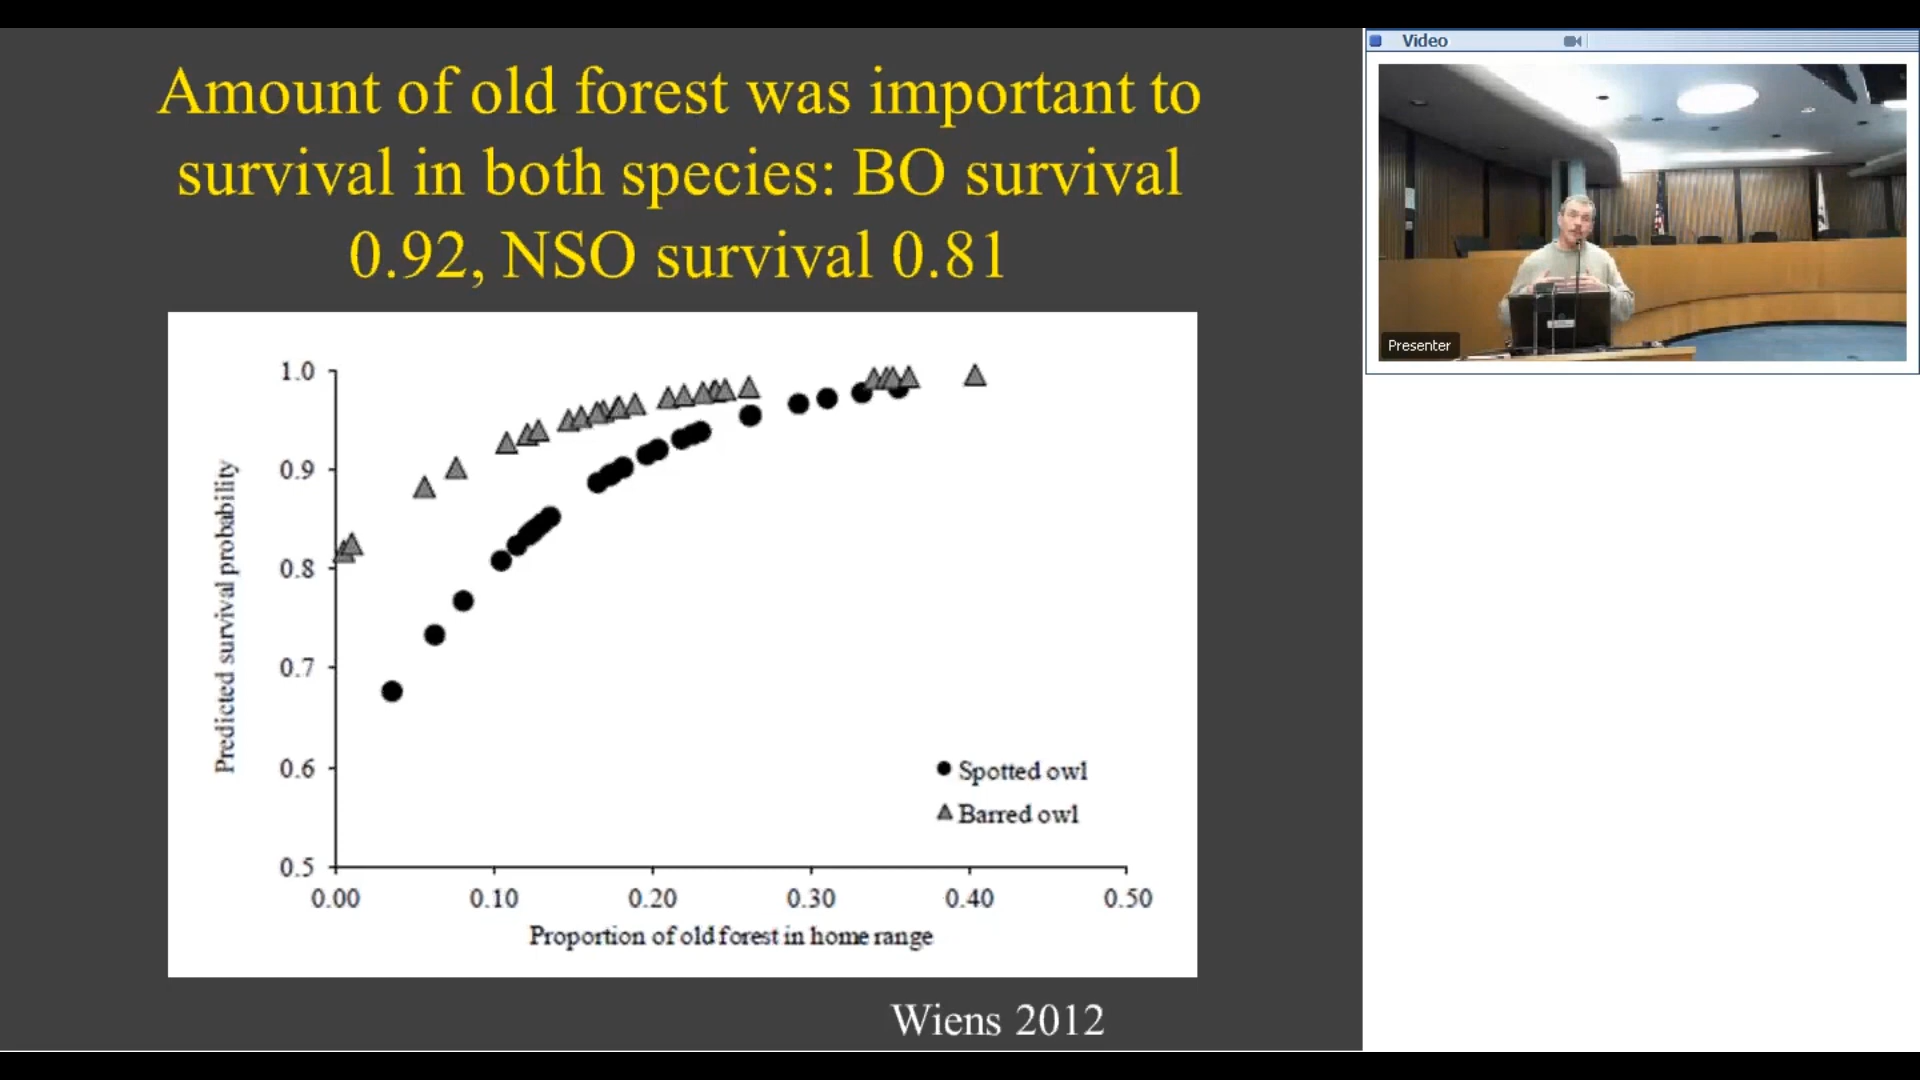 Amount of old forest was important to
survival in both species: BO survival
0.92, NSO survival 0.81
1.0
0.9
0.8
0.7
0.6
0.5
Predicted survival probability
0.00 0.10 0.20 0.30 0.40 0.50
Proportion of old forest in home range
Spotted owl
Barred owl
Wiens 2012
Video
Presenter